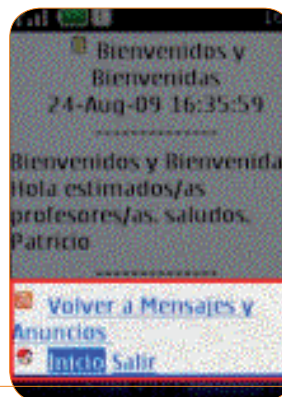 Bienvenidos y
Bienvenidas
24-Aug-09 16:35:59
--------------
Bienvenidos y Bienvenida
Hola estimados/as
profesores/as, saludos.
Patricio
--------------
Volver a Mensajes y
Anuncios
Inicio Salir